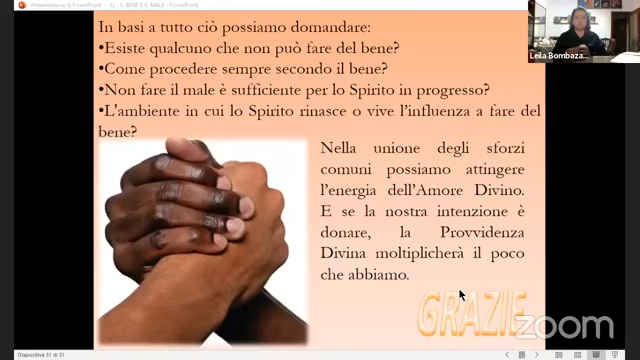 Presentazione di PowerPoint - 12 - IL BENE E IL MALE - PowerPoint
In basi a tutto ciò possiamo domandare:
•Esiste qualcuno che non può fare del bene?
•Come procedere sempre secondo il bene?
•Non fare il male è sufficiente per lo Spirito in progresso?
•L'ambiente in cui lo Spirito rinasce o vive l'influenza a fare del
bene?
Nella unione degli sforzi
comuni possiamo attingere
l'energia dell'Amore Divino.
E se la nostra intenzione è
donare, la Provvidenza
Divina moltiplicherà il poco
che abbiamo.
GRAZIE
zoom
Leila Bombaza...
Diapositiva 31 di 31